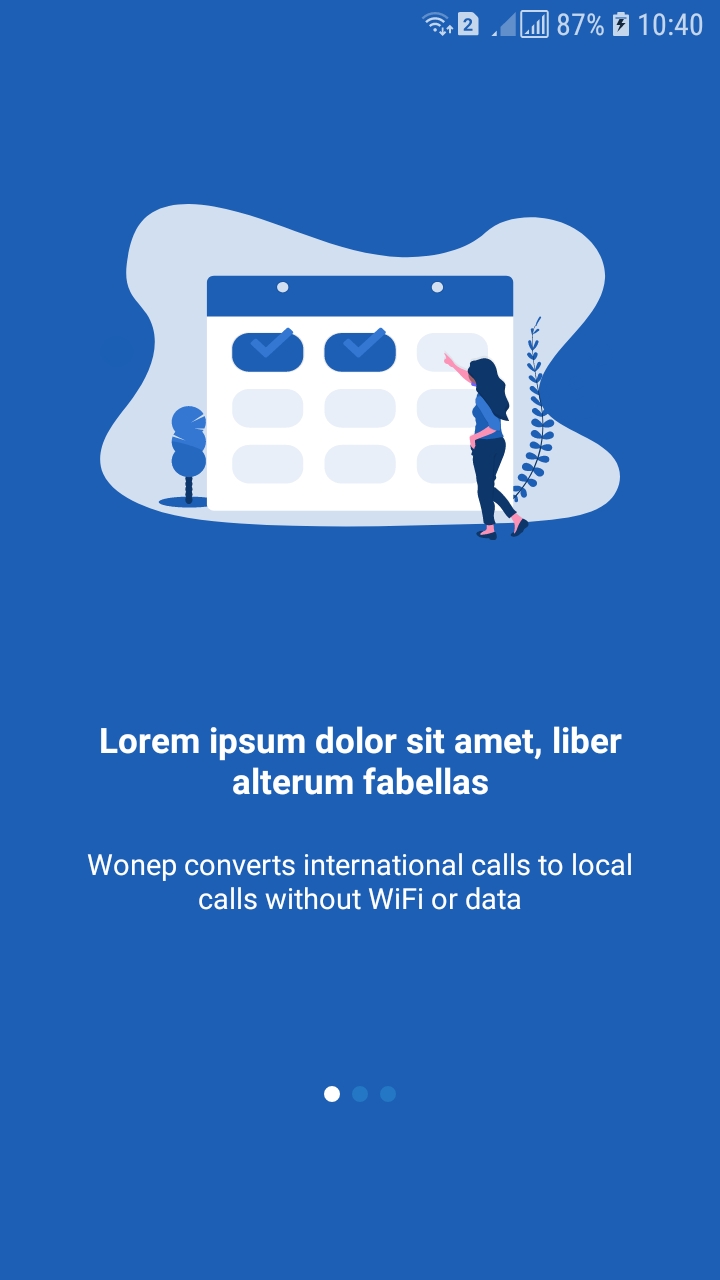 2 87% 10:40
Lorem ipsum dolor sit amet, liber
alterum fabellas
Wonep converts international calls to local
calls without WiFi or data